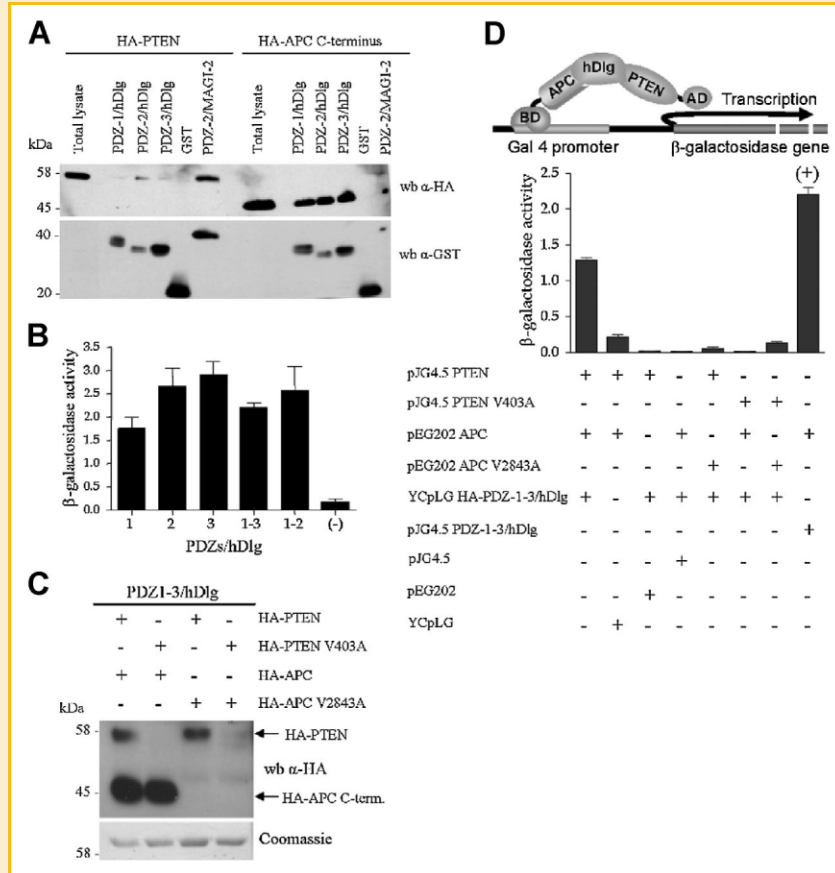 A
HA-PTEN
HA-APC C-terminus
Total lysate
PDZ-1/hDlg
PDZ-2/hDlg
PDZ-3/hDlg
GST
PDZ-2/MAGI-2
Total lysate
PDZ-1/hDlg
PDZ-2/hDlg
PDZ-3/hDlg
GST
PDZ-2/MAGI-2
kDa
58
45
wb α-HA
40
20
wb α-GST
B
β-galactosidase activity
3.5
3.0
2.5
2.0
1.5
1.0
0.5
0.0
1 2 3 1-3 1-2 (-)
PDZs/hDlg
C
PDZ1-3/hDlg
+ - + - HA-PTEN
- + - + HA-PTEN V403A
+ + - - HA-APC
- - + + HA-APC V2843A
kDa
58
HA-PTEN
wb α-HA
45
HA-APC C-term.
58
Coomassie
D
APC
hDlg
PTEN
AD
BD
Transcription
Gal 4 promoter
β-galactosidase gene
(+)
β-galactosidase activity
2.5
2.0
1.5
1.0
0.5
0.0
pJG4.5 PTEN + + + - + - - -
pJG4.5 PTEN V403A - - - - - + + -
pEG202 APC + + - + - + - +
pEG202 APC V2843A - - - - + - + -
YCpLG HA-PDZ-1-3/hDlg + - + + + + + -
pJG4.5 PDZ-1-3/hDlg - - - - - - - +
pJG4.5 - - - + - - - -
pEG202 - - + - - - - -
YCpLG - + - - - - - -